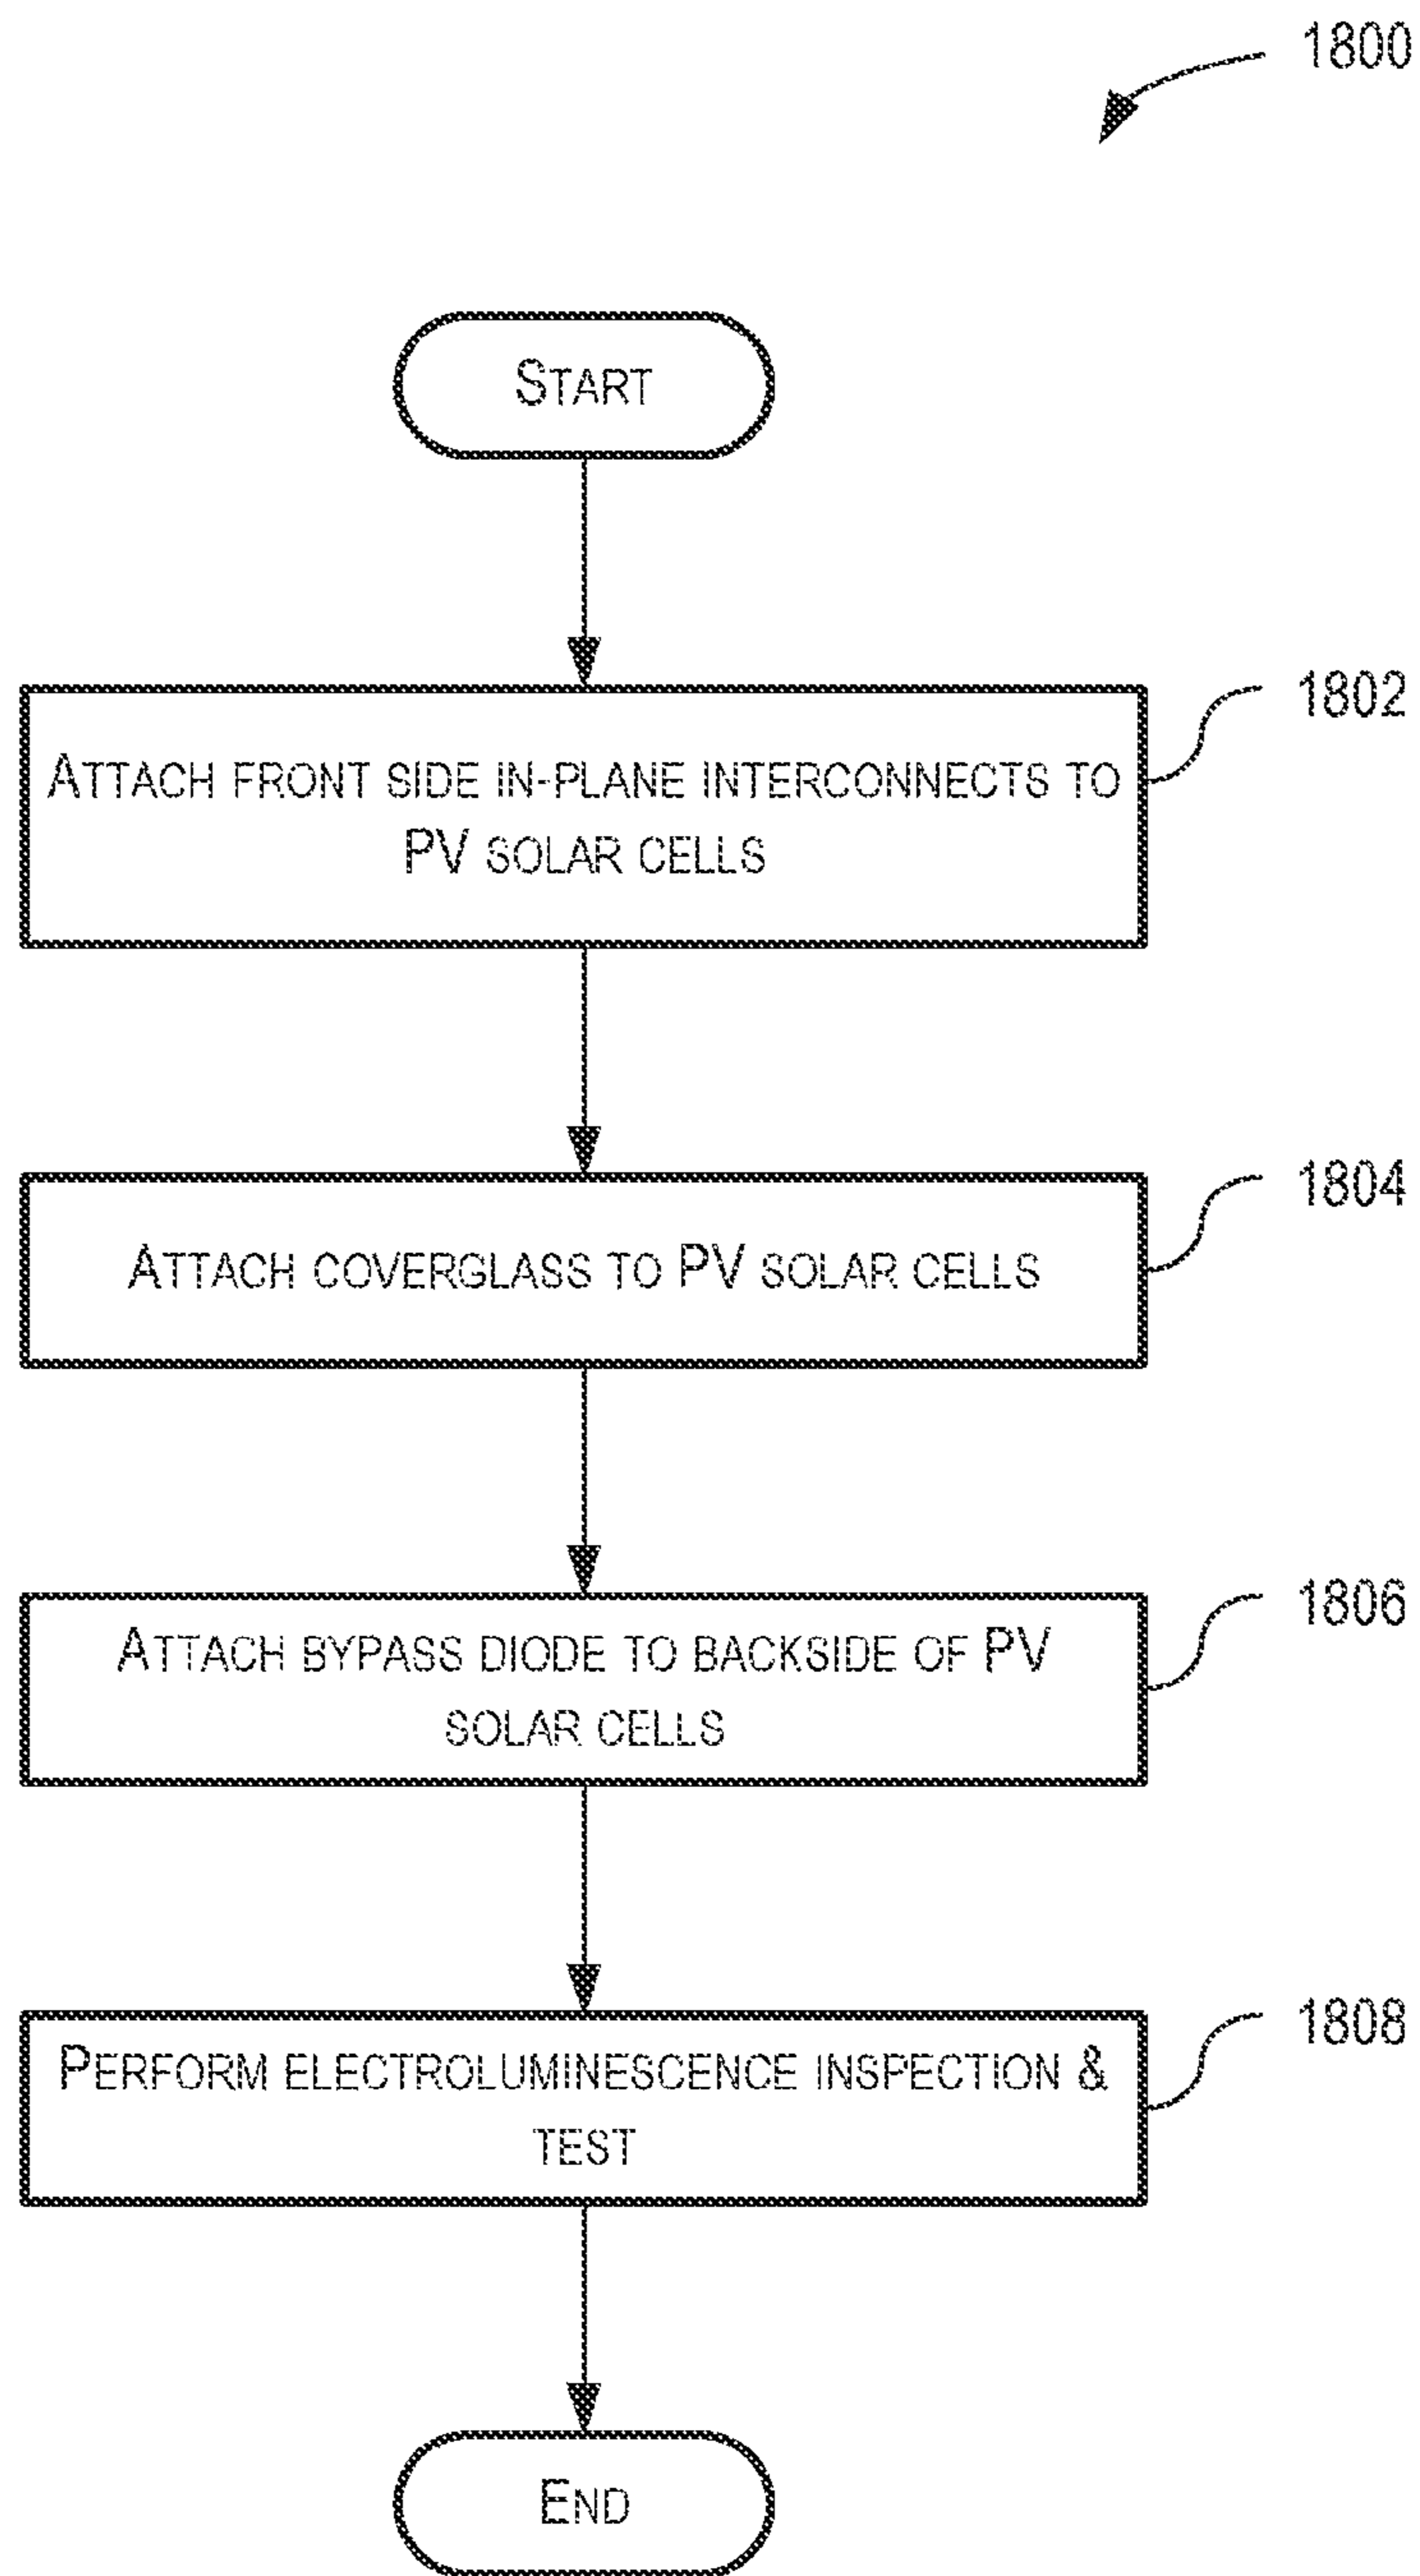 1800
START
ATTACH FRONT SIDE IN-PLANE INTERCONNECTS TO
PV SOLAR CELLS
1802
ATTACH COVERGLASS TO PV SOLAR CELLS
1804
ATTACH BYPASS DIODE TO BACKSIDE OF PV
SOLAR CELLS
1806
PERFORM ELECTROLUMINESCENCE INSPECTION &
TEST
1808
END